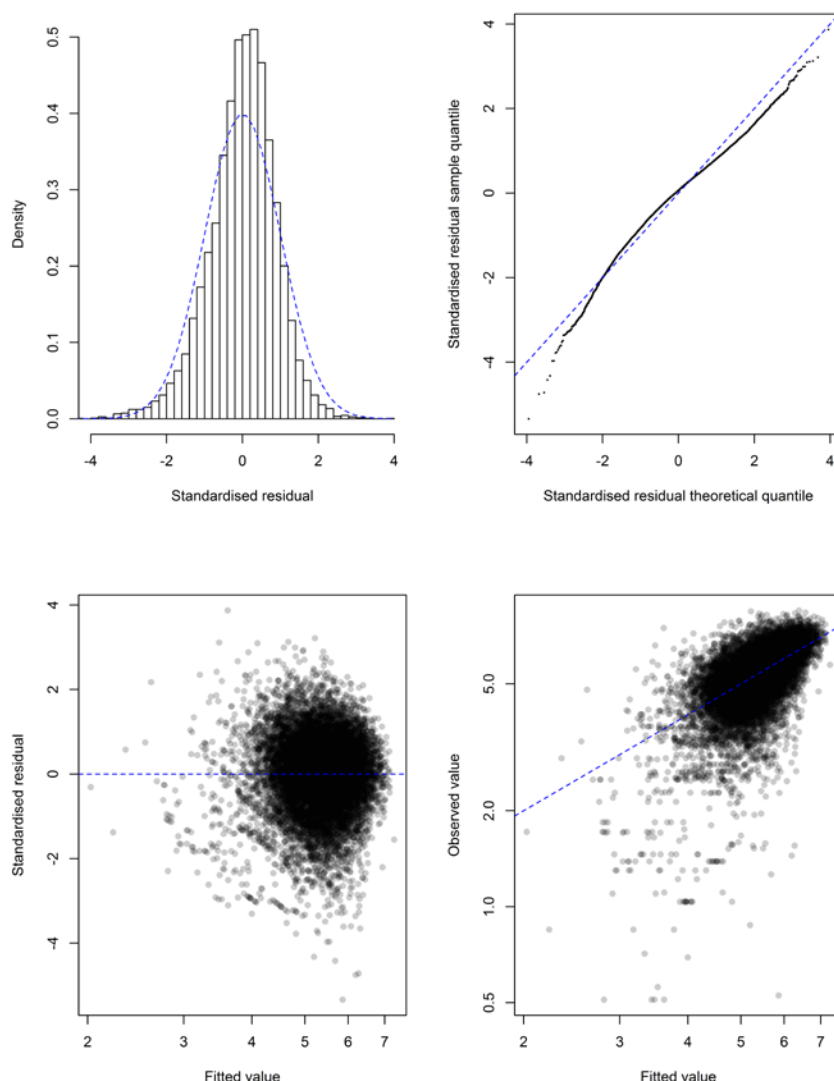 0.5
0.4
0.3
0.2
0.1
0.0
Density
-4 -2 0 2 4
Standardised residual
4
2
0
-2
-4
Standardised residual sample quantile
-4 -2 0 2 4
Standardised residual theoretical quantile
4
2
0
-2
-4
Standardised residual
2 3 4 5 6 7
Fitted value
5.0
2.0
1.0
0.5
Observed value
2 3 4 5 6 7
Fitted value